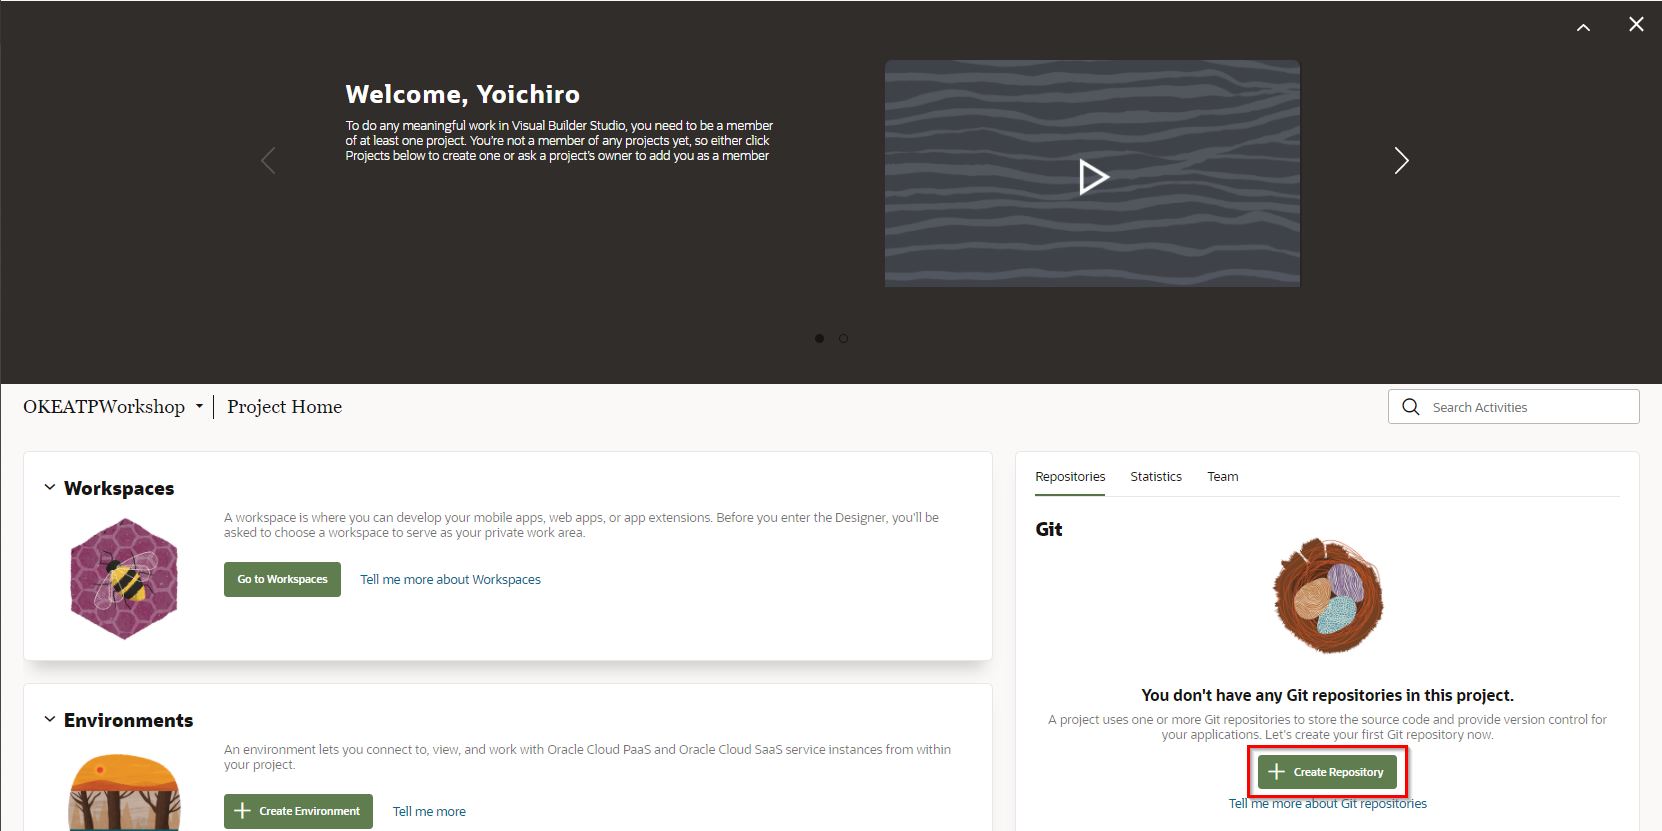 Welcome, Yoichiro
To do any meaningful work in Visual Builder Studio, you need to be a member
of at least one project. You're not a member of any projects yet, so either click
Projects below to create one or ask a project's owner to add you as a member
OKEATPWorkshop
Project Home
Search Activities
Workspaces
A workspace is where you can develop your mobile apps, web apps, or app extensions. Before you enter the Designer, you'll be
asked to choose a workspace to serve as your private work area.
Go to Workspaces
Tell me more about Workspaces
Environments
An environment lets you connect to, view, and work with Oracle Cloud PaaS and Oracle Cloud SaaS service instances from within
your project.
Create Environment
Tell me more
Repositories
Statistics
Team
Git
You don't have any Git repositories in this project.
A project uses one or more Git repositories to store the source code and provide version control for
your applications. Let's create your first Git repository now.
Create Repository
Tell me more about Git repositories